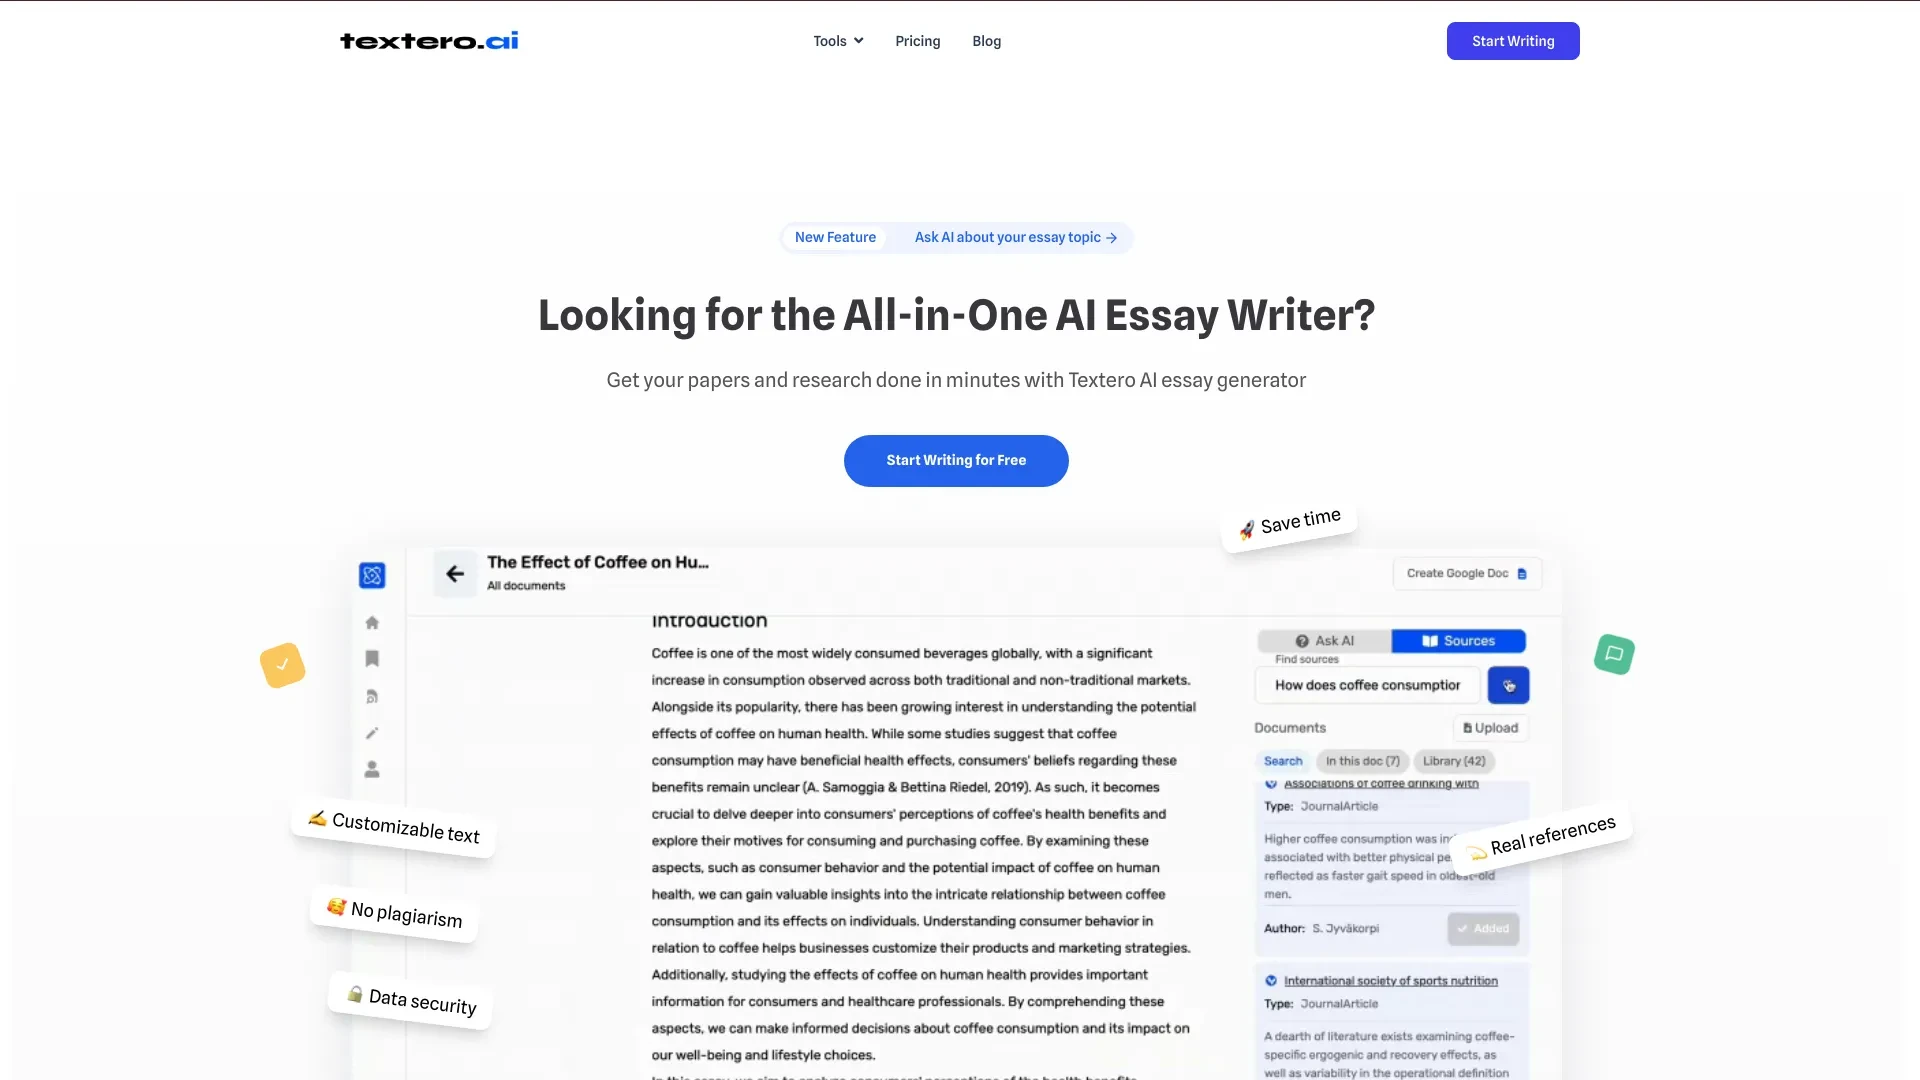 textero.ai
Tools
Pricing
Blog
Start Writing
New Feature
Ask AI about your essay topic →
Looking for the All-in-One AI Essay Writer?
Get your papers and research done in minutes with Textero AI essay generator
Start Writing for Free
🚀 Save time
The Effect of Coffee on Hu...
All documents
Create Google Doc
Introduction
Coffee is one of the most widely consumed beverages globally, with a significant
increase in consumption observed across both traditional and non-traditional markets.
Alongside its popularity, there has been growing interest in understanding the potential
effects of coffee on human health. While some studies suggest that coffee
consumption may have beneficial health effects, consumers' beliefs regarding these
benefits remain unclear (A. Samoggia & Bettina Riedel, 2019). As such, it becomes
crucial to delve deeper into consumers' perceptions of coffee's health benefits and
explore their motives for consuming and purchasing coffee. By examining these
aspects, such as consumer behavior and the potential impact of coffee on human
health, we can gain valuable insights into the intricate relationship between coffee
consumption and its effects on individuals. Understanding consumer behavior in
relation to coffee helps businesses customize their products and marketing strategies.
Additionally, studying the effects of coffee on human health provides important
information for consumers and healthcare professionals. By comprehending these
aspects, we can make informed decisions about coffee consumption and its impact on
our well-being and lifestyle choices.
Ask AI
Sources
Find sources
How does coffee consumption
Documents
Upload
Search
In this doc (7)
Library (42)
Associations of coffee drinking with
Type: JournalArticle
Higher coffee consumption was
associated with better physical
reflected as faster gait speed in oldest-old
men.
Author: S. Jyväkorpi
Added
International society of sports nutrition
Type: JournalArticle
A dearth of literature exists examining coffee-
specific ergogenic and recovery effects, as
well as variability in the operational definition
✍️ Customizable text
🥰 No plagiarism
🔒 Data security
💫 Real references